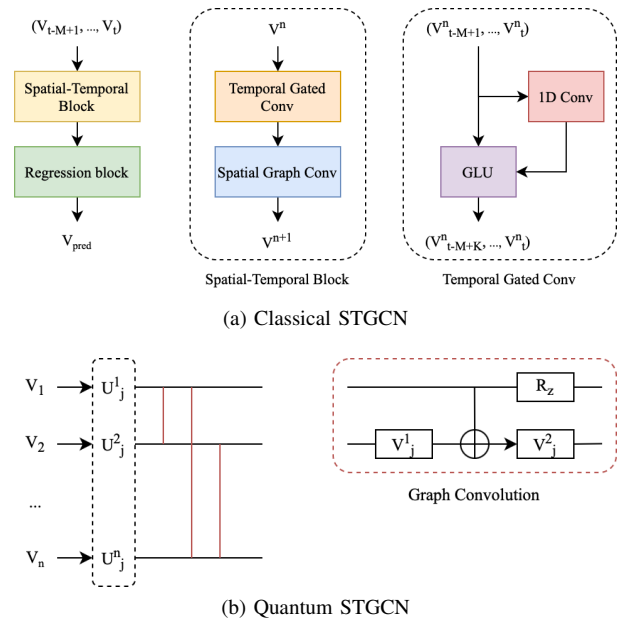 (V_{t-M+1}, ..., V_t)
Spatial-Temporal
Block
Regression block
V_{pred}
V^n
Temporal Gated
Conv
Spatial Graph Conv
V^{n+1}
Spatial-Temporal Block
(V^n_{t-M+1}, ..., V^n_t)
1D Conv
GLU
(V^n_{t-M+K}, ..., V^n_t)
Temporal Gated Conv
(a) Classical STGCN
V_1
U^1_j
V_2
U^2_j
...
V_n
U^n_j
R_z
V^1_j
V^2_j
Graph Convolution
(b) Quantum STGCN